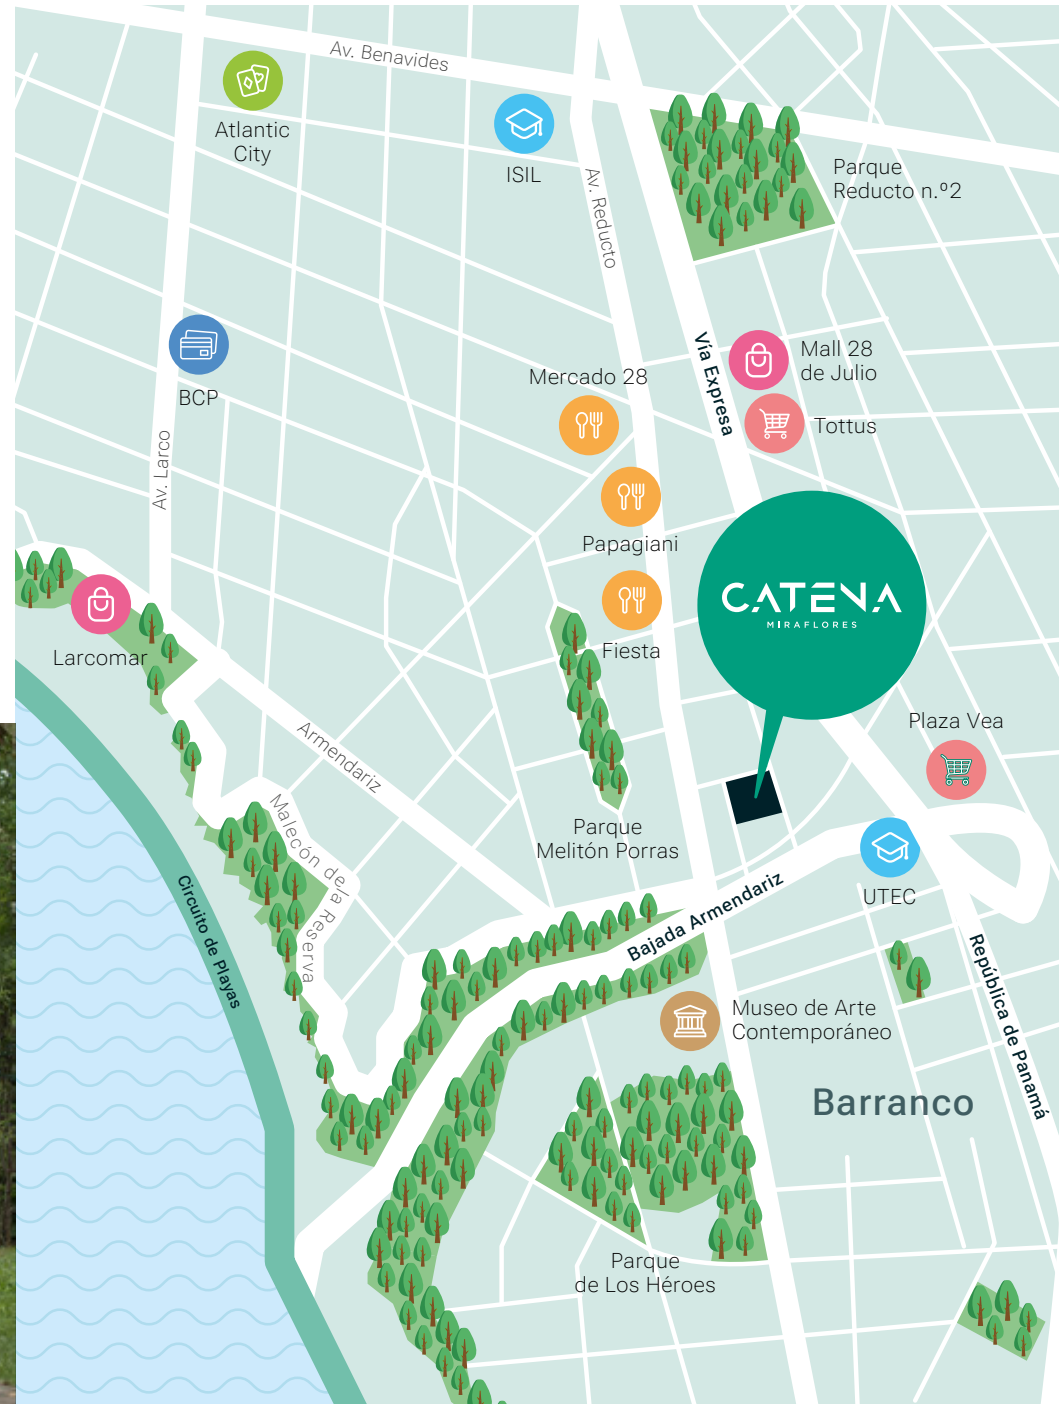 Av. Benavides
Atlantic
City
ISIL
Av. Reducto
Parque
Reducto n.º2
Vía Expresa
Mall 28
de Julio
Tottus
BCP
Mercado 28
Av. Larco
Papagiani
CATENA
MIRAFLORES
Larcomar
Fiesta
Armendariz
Plaza Vea
Malecón de la Reserva
Parque
Melitón Porras
Circuito de Playas
Bajada Armendariz
UTEC
República de Panamá
Museo de Arte
Contemporáneo
Barranco
Parque
de Los Héroes